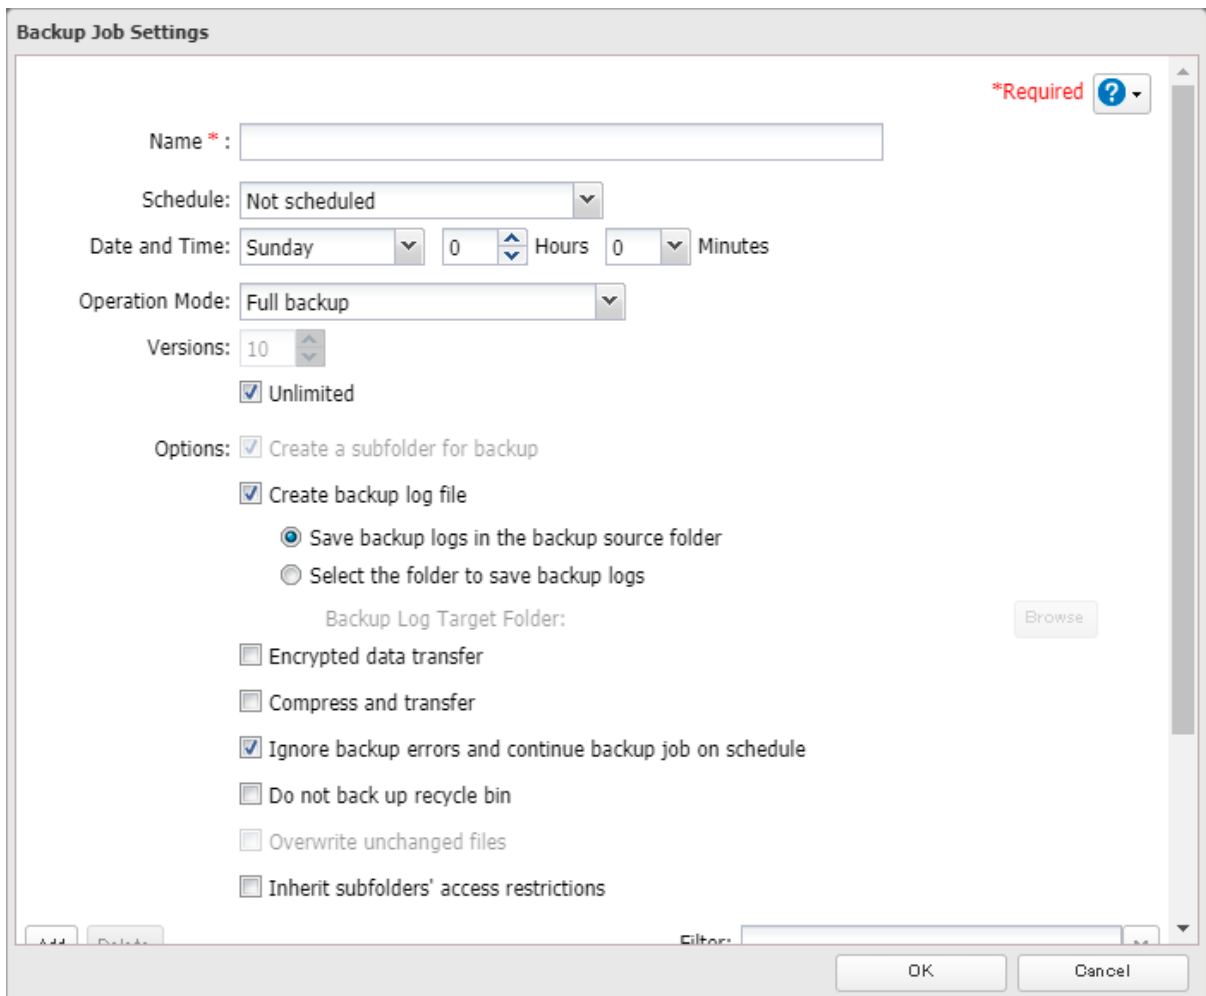 Backup Job Settings
*Required
Name * :
Schedule: Not scheduled
Date and Time: Sunday 0 Hours 0 Minutes
Operation Mode: Full backup
Versions: 10
Unlimited
Options: Create a subfolder for backup
Create backup log file
Save backup logs in the backup source folder
Select the folder to save backup logs
Backup Log Target Folder: Browse
Encrypted data transfer
Compress and transfer
Ignore backup errors and continue backup job on schedule
Do not back up recycle bin
Overwrite unchanged files
Inherit subfolders' access restrictions
Add Delete Filter:
OK Cancel